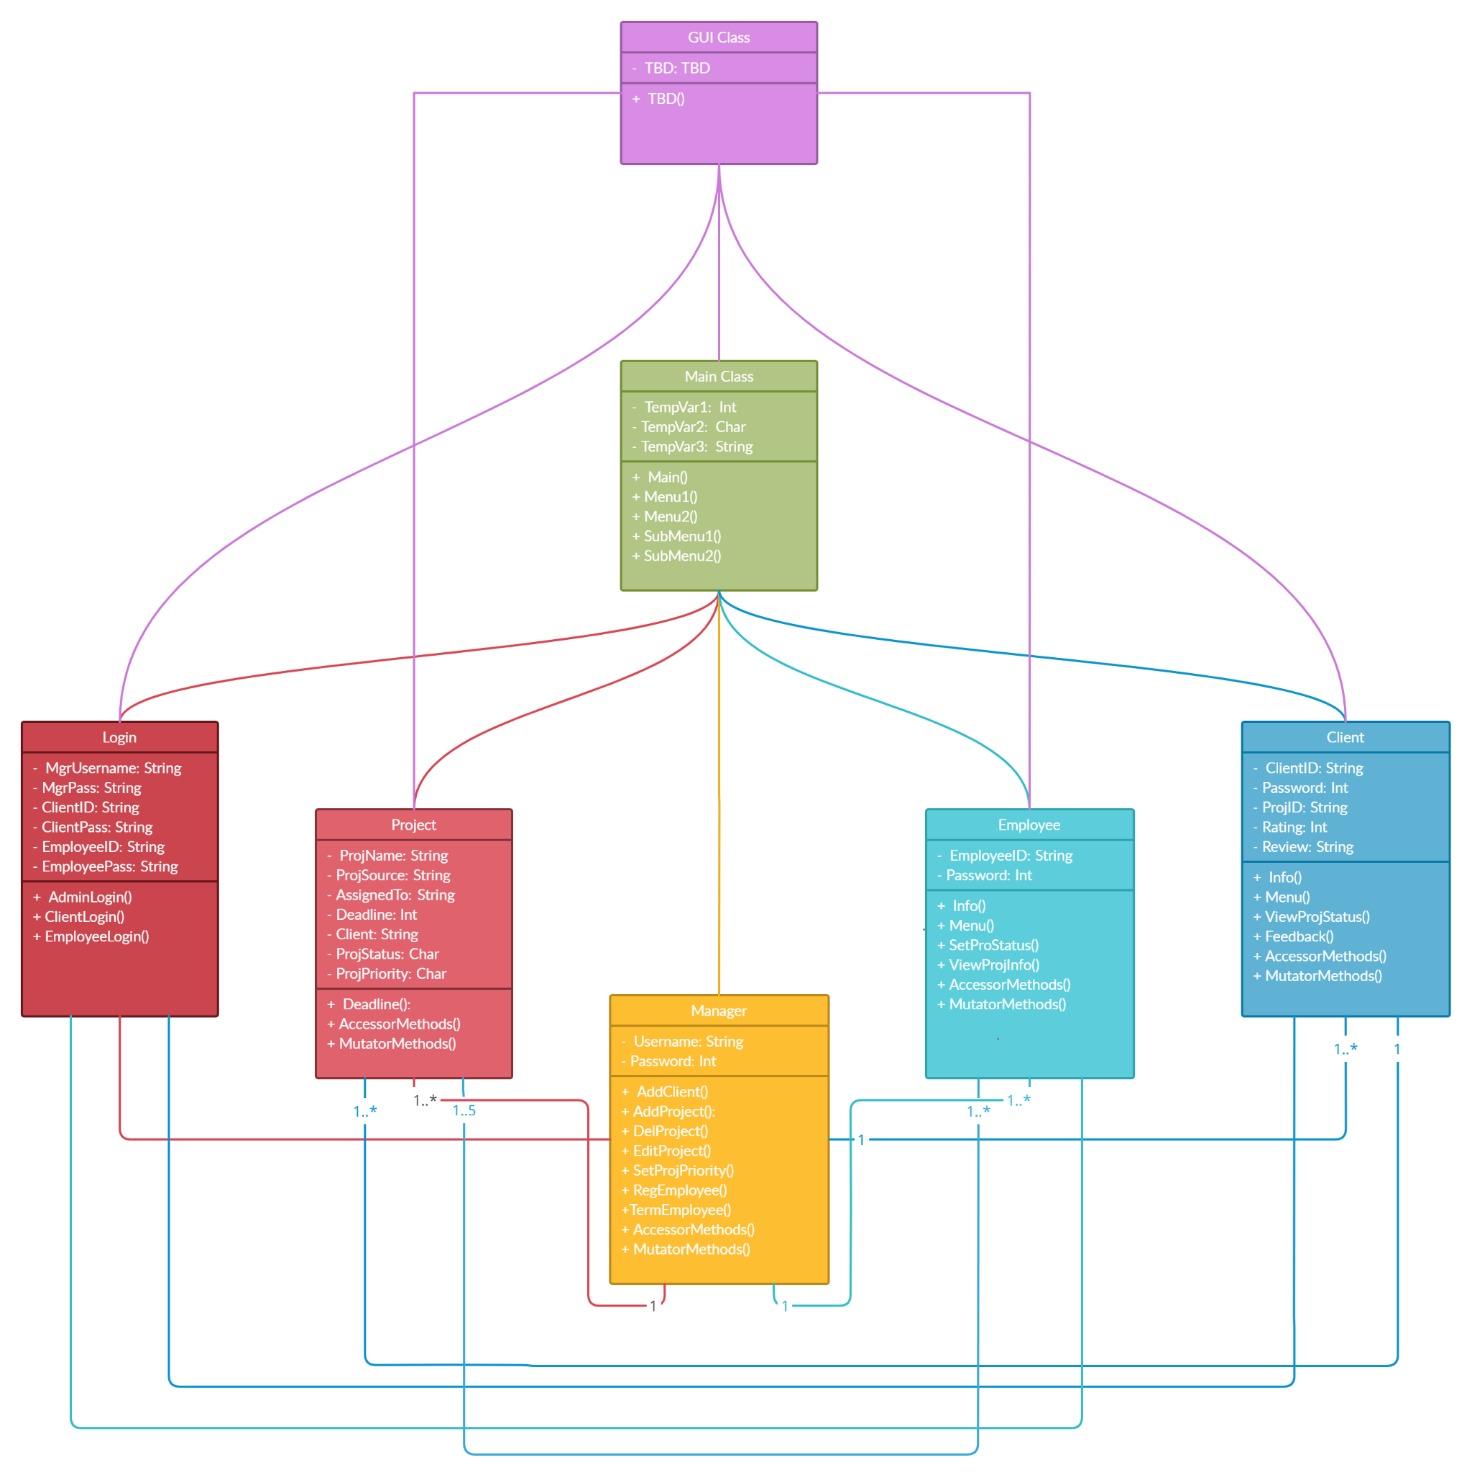 GUI Class
- TBD: TBD
+ TBD()
Main Class
- TempVar1: Int
- TempVar2: Char
- TempVar3: String
+ Main()
+ Menu1()
+ Menu2()
+ SubMenu1()
+ SubMenu2()
Login
- MgrUsername: String
- MgrPass: String
- ClientID: String
- ClientPass: String
- EmployeeID: String
- EmployeePass: String
+ AdminLogin()
+ ClientLogin()
+ EmployeeLogin()
Project
- ProjName: String
- ProjSource: String
- AssignedTo: String
- Deadline: Int
- Client: String
- ProjStatus: Char
- ProjPriority: Char
+ Deadline():
+ AccessorMethods()
+ MutatorMethods()
Manager
- Username: String
- Password: Int
+ AddClient()
+ AddProject():
+ DelProject()
+ EditProject()
+ SetProjPriority()
+ RegEmployee()
+TermEmployee()
+ AccessorMethods()
+ MutatorMethods()
Employee
- EmployeeID: String
- Password: Int
+ Info()
+ Menu()
+ SetProStatus()
+ ViewProjInfo()
+ AccessorMethods()
+ MutatorMethods()
Client
- ClientID: String
- Password: Int
- ProjID: String
- Rating: Int
- Review: String
+ Info()
+ Menu()
+ ViewProjStatus()
+ Feedback()
+ AccessorMethods()
+ MutatorMethods()
1..*
1..*
1..5
1..*
1..*
1..*
1
1
1
1